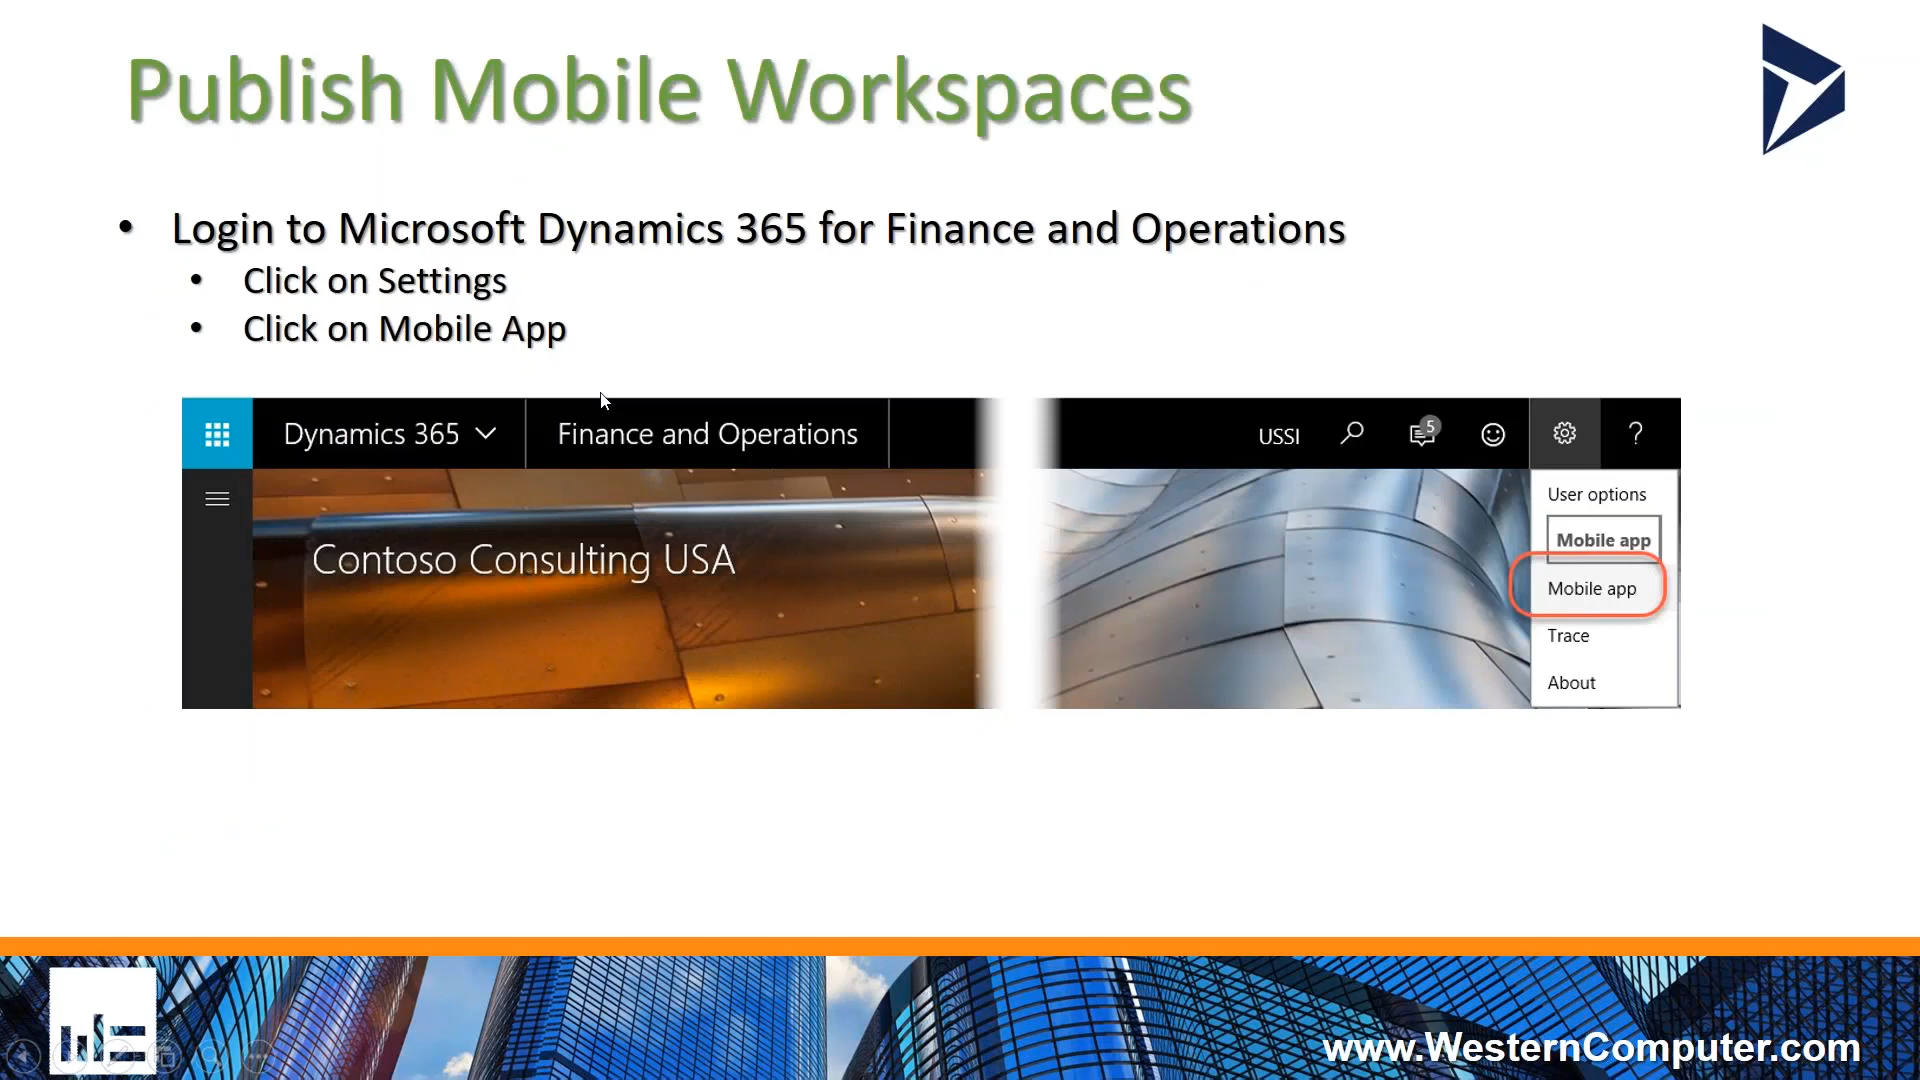 Publish Mobile Workspaces
• Login to Microsoft Dynamics 365 for Finance and Operations
• Click on Settings
• Click on Mobile App
Dynamics 365
Finance and Operations
USSI
5
?
Contoso Consulting USA
User options
Mobile app
Mobile app
Trace
About
www.WesternComputer.com